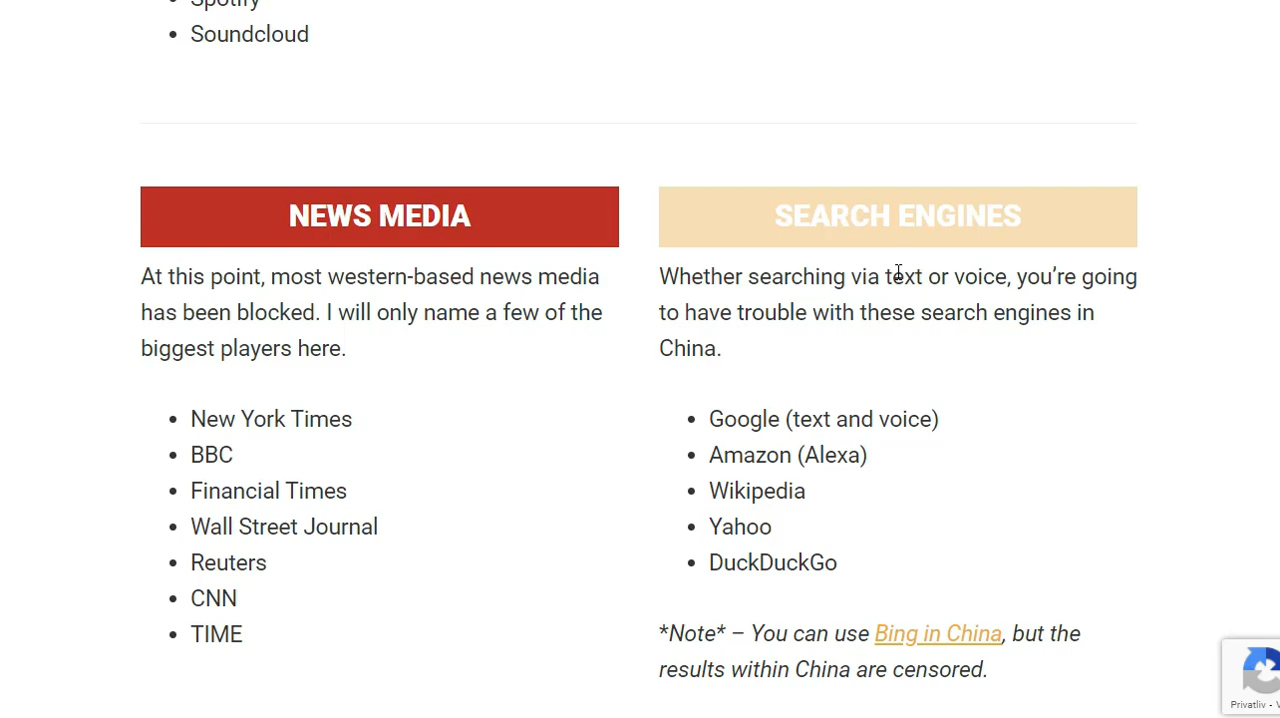 Spotify
Soundcloud
NEWS MEDIA
At this point, most western-based news media
has been blocked. I will only name a few of the
biggest players here.
New York Times
BBC
Financial Times
Wall Street Journal
Reuters
CNN
TIME
SEARCH ENGINES
Whether searching via text or voice, you’re going
to have trouble with these search engines in
China.
Google (text and voice)
Amazon (Alexa)
Wikipedia
Yahoo
DuckDuckGo
*Note* – You can use Bing in China, but the
results within China are censored.
Privatliv -